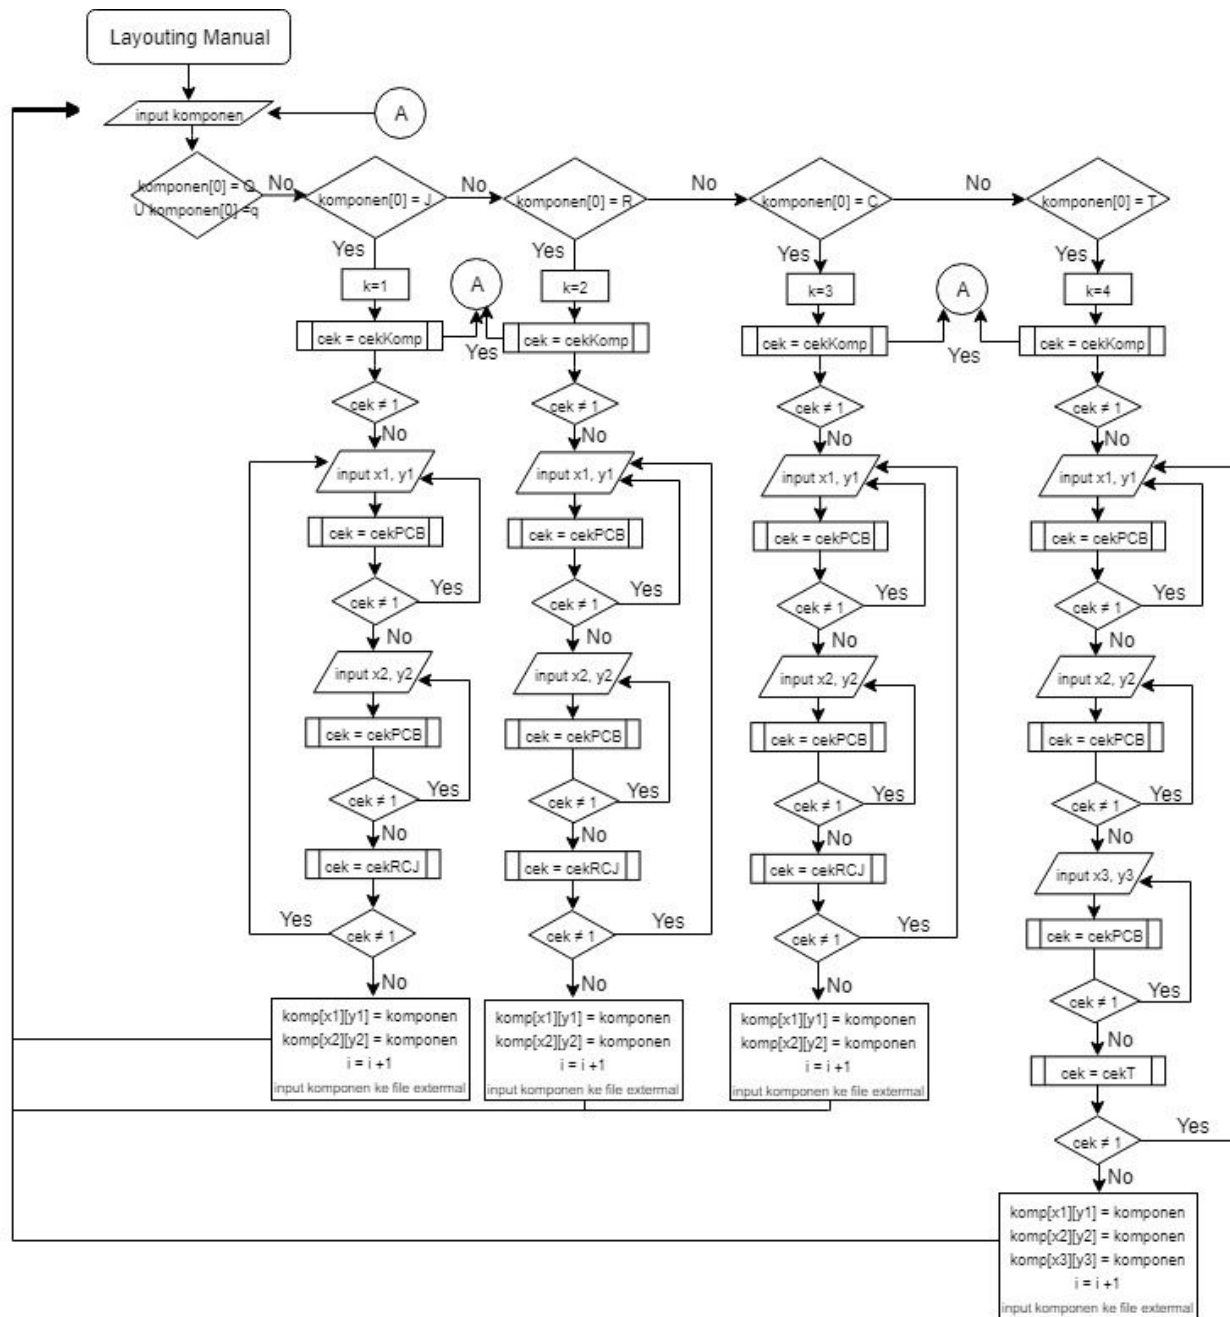 Layouting Manual
input komponen
A
komponen[0] = Q
U komponen[0] =q
No
komponen[0] = J
No
komponen[0] = R
No
komponen[0] = C
No
komponen[0] = T
Yes
Yes
Yes
Yes
k=1
A
k=2
k=3
A
k=4
cek = cekKomp
Yes
cek = cekKomp
cek = cekKomp
Yes
cek = cekKomp
cek ≠ 1
cek ≠ 1
cek ≠ 1
cek ≠ 1
No
No
No
No
input x1, y1
input x1, y1
input x1, y1
input x1, y1
cek = cekPCB
cek = cekPCB
cek = cekPCB
cek = cekPCB
cek ≠ 1
Yes
cek ≠ 1
Yes
cek ≠ 1
Yes
cek ≠ 1
Yes
No
No
No
No
input x2, y2
input x2, y2
input x2, y2
input x2, y2
cek = cekPCB
cek = cekPCB
cek = cekPCB
cek = cekPCB
cek ≠ 1
Yes
cek ≠ 1
Yes
cek ≠ 1
Yes
cek ≠ 1
Yes
No
No
No
No
cek = cekRCJ
cek = cekRCJ
cek = cekRCJ
input x3, y3
Yes
cek ≠ 1
cek ≠ 1
Yes
cek ≠ 1
Yes
cek = cekPCB
No
No
No
cek ≠ 1
Yes
komp[x1][y1] = komponen
komp[x2][y2] = komponen
i = i +1
input komponen ke file extermal
komp[x1][y1] = komponen
komp[x2][y2] = komponen
i = i +1
input komponen ke file extermal
komp[x1][y1] = komponen
komp[x2][y2] = komponen
i = i +1
input komponen ke file extermal
No
cek = cekT
cek ≠ 1
Yes
No
komp[x1][y1] = komponen
komp[x2][y2] = komponen
komp[x3][y3] = komponen
i = i +1
input komponen ke file extermal